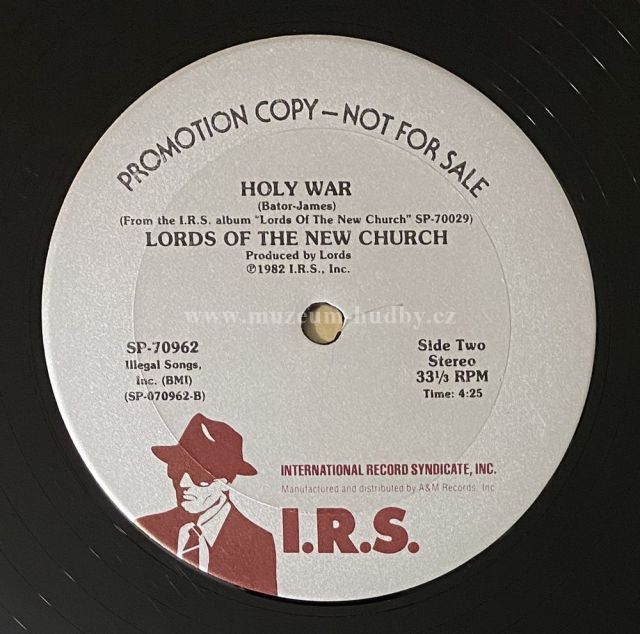 PROMOTION COPY—NOT FOR SALE
HOLY WAR
(Bator-James)
(From the I.R.S. album "Lords Of The New Church" SP-70029)
LORDS OF THE NEW CHURCH
Produced by Lords
℗1982 I.R.S., Inc.
www.muzeum-hudby.cz
SP-70962
Illegal Songs,
Inc. (BMI)
(SP-070962-B)
Side Two
Stereo
33⅓ RPM
Time: 4:25
INTERNATIONAL RECORD SYNDICATE, INC.
Manufactured and distributed by A&M Records, Inc
I.R.S.